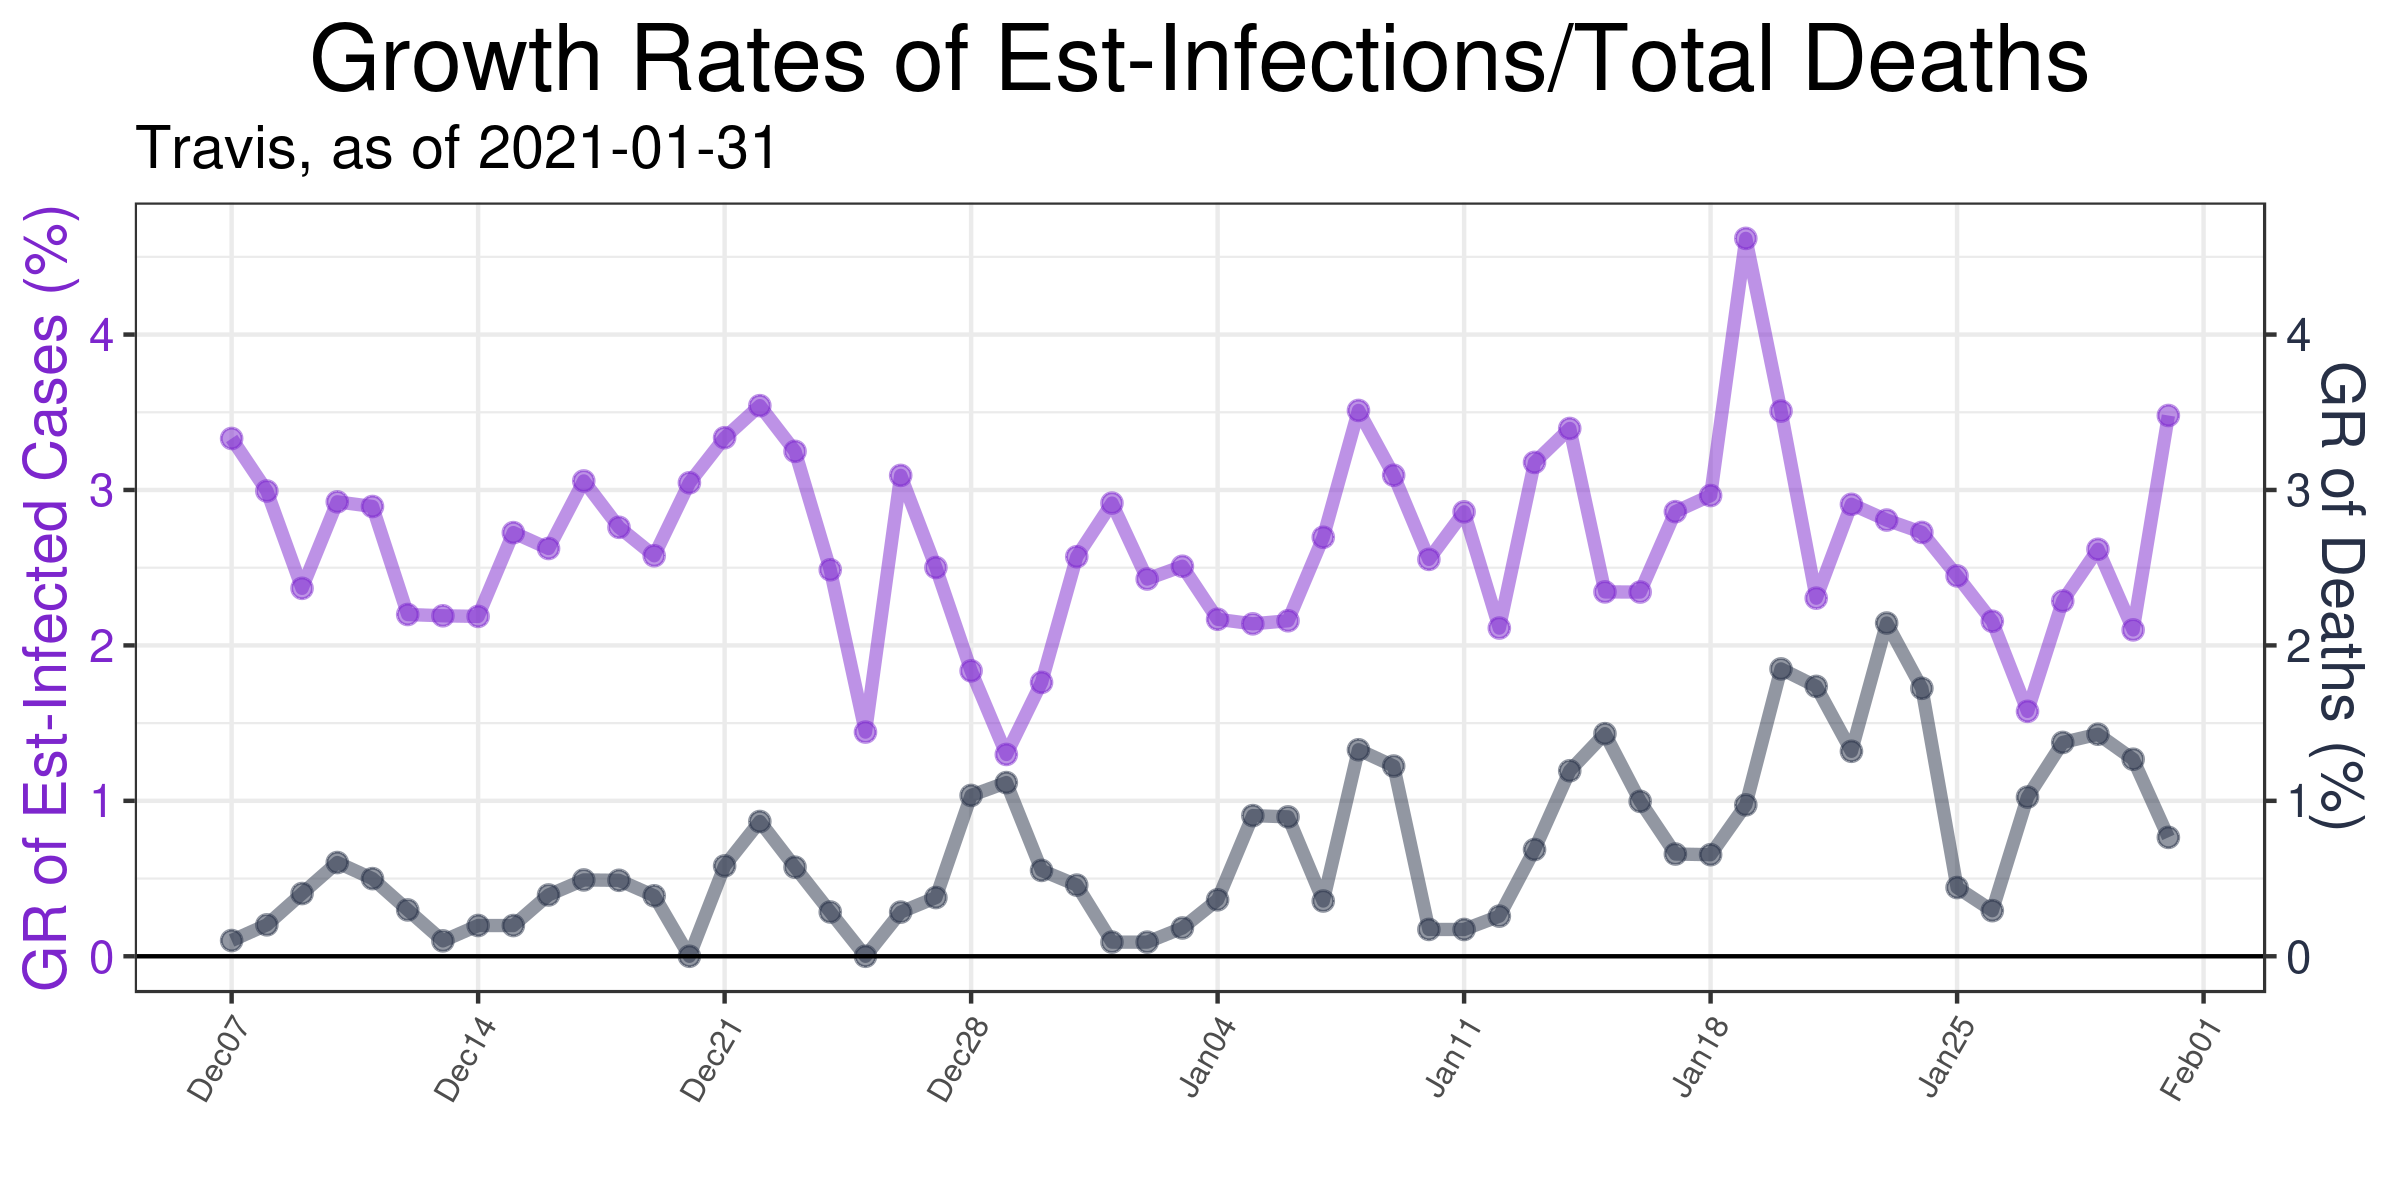 Growth Rates of Est-Infections/Total Deaths
Travis, as of 2021-01-31
GR of Est-Infected Cases (%)
4
3
2
1
0
4
3
2
1
0
GR of Deaths (%)
Dec07
Dec14
Dec21
Dec28
Jan04
Jan11
Jan18
Jan25
Feb01